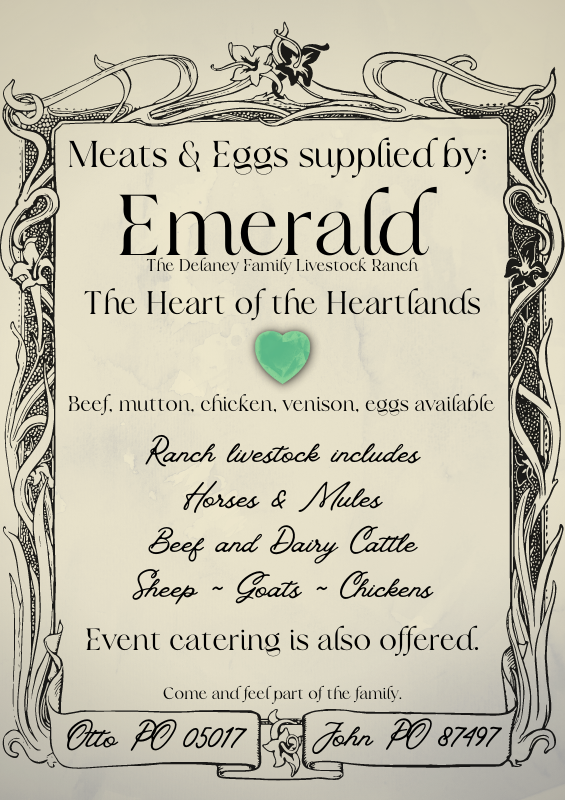 Meats & Eggs supplied by:
Emerald
The Delaney Family Livestock Ranch
The Heart of the Heartlands
Beef, mutton, chicken, venison, eggs available
Ranch livestock includes
Horses & Mules
Beef and Dairy Cattle
Sheep ~ Goats ~ Chickens
Event catering is also offered.
Come and feel part of the family.
Otto PO 05017
John PO 87497